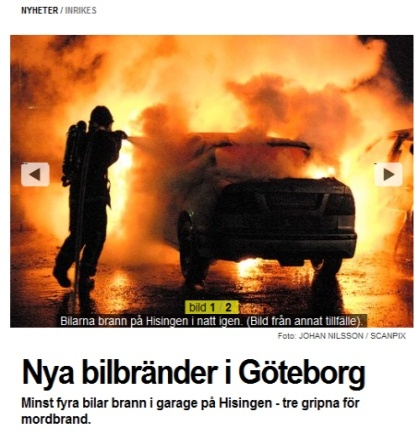 NYHETER / INRIKES
bild 1 / 2
Bilarna brann på Hisingen i natt igen. (Bild från annat tillfälle).
Foto: JOHAN NILSSON / SCANPIX
Nya bilbränder i Göteborg
Minst fyra bilar brann i garage på Hisingen - tre gripna för
mordbrand.